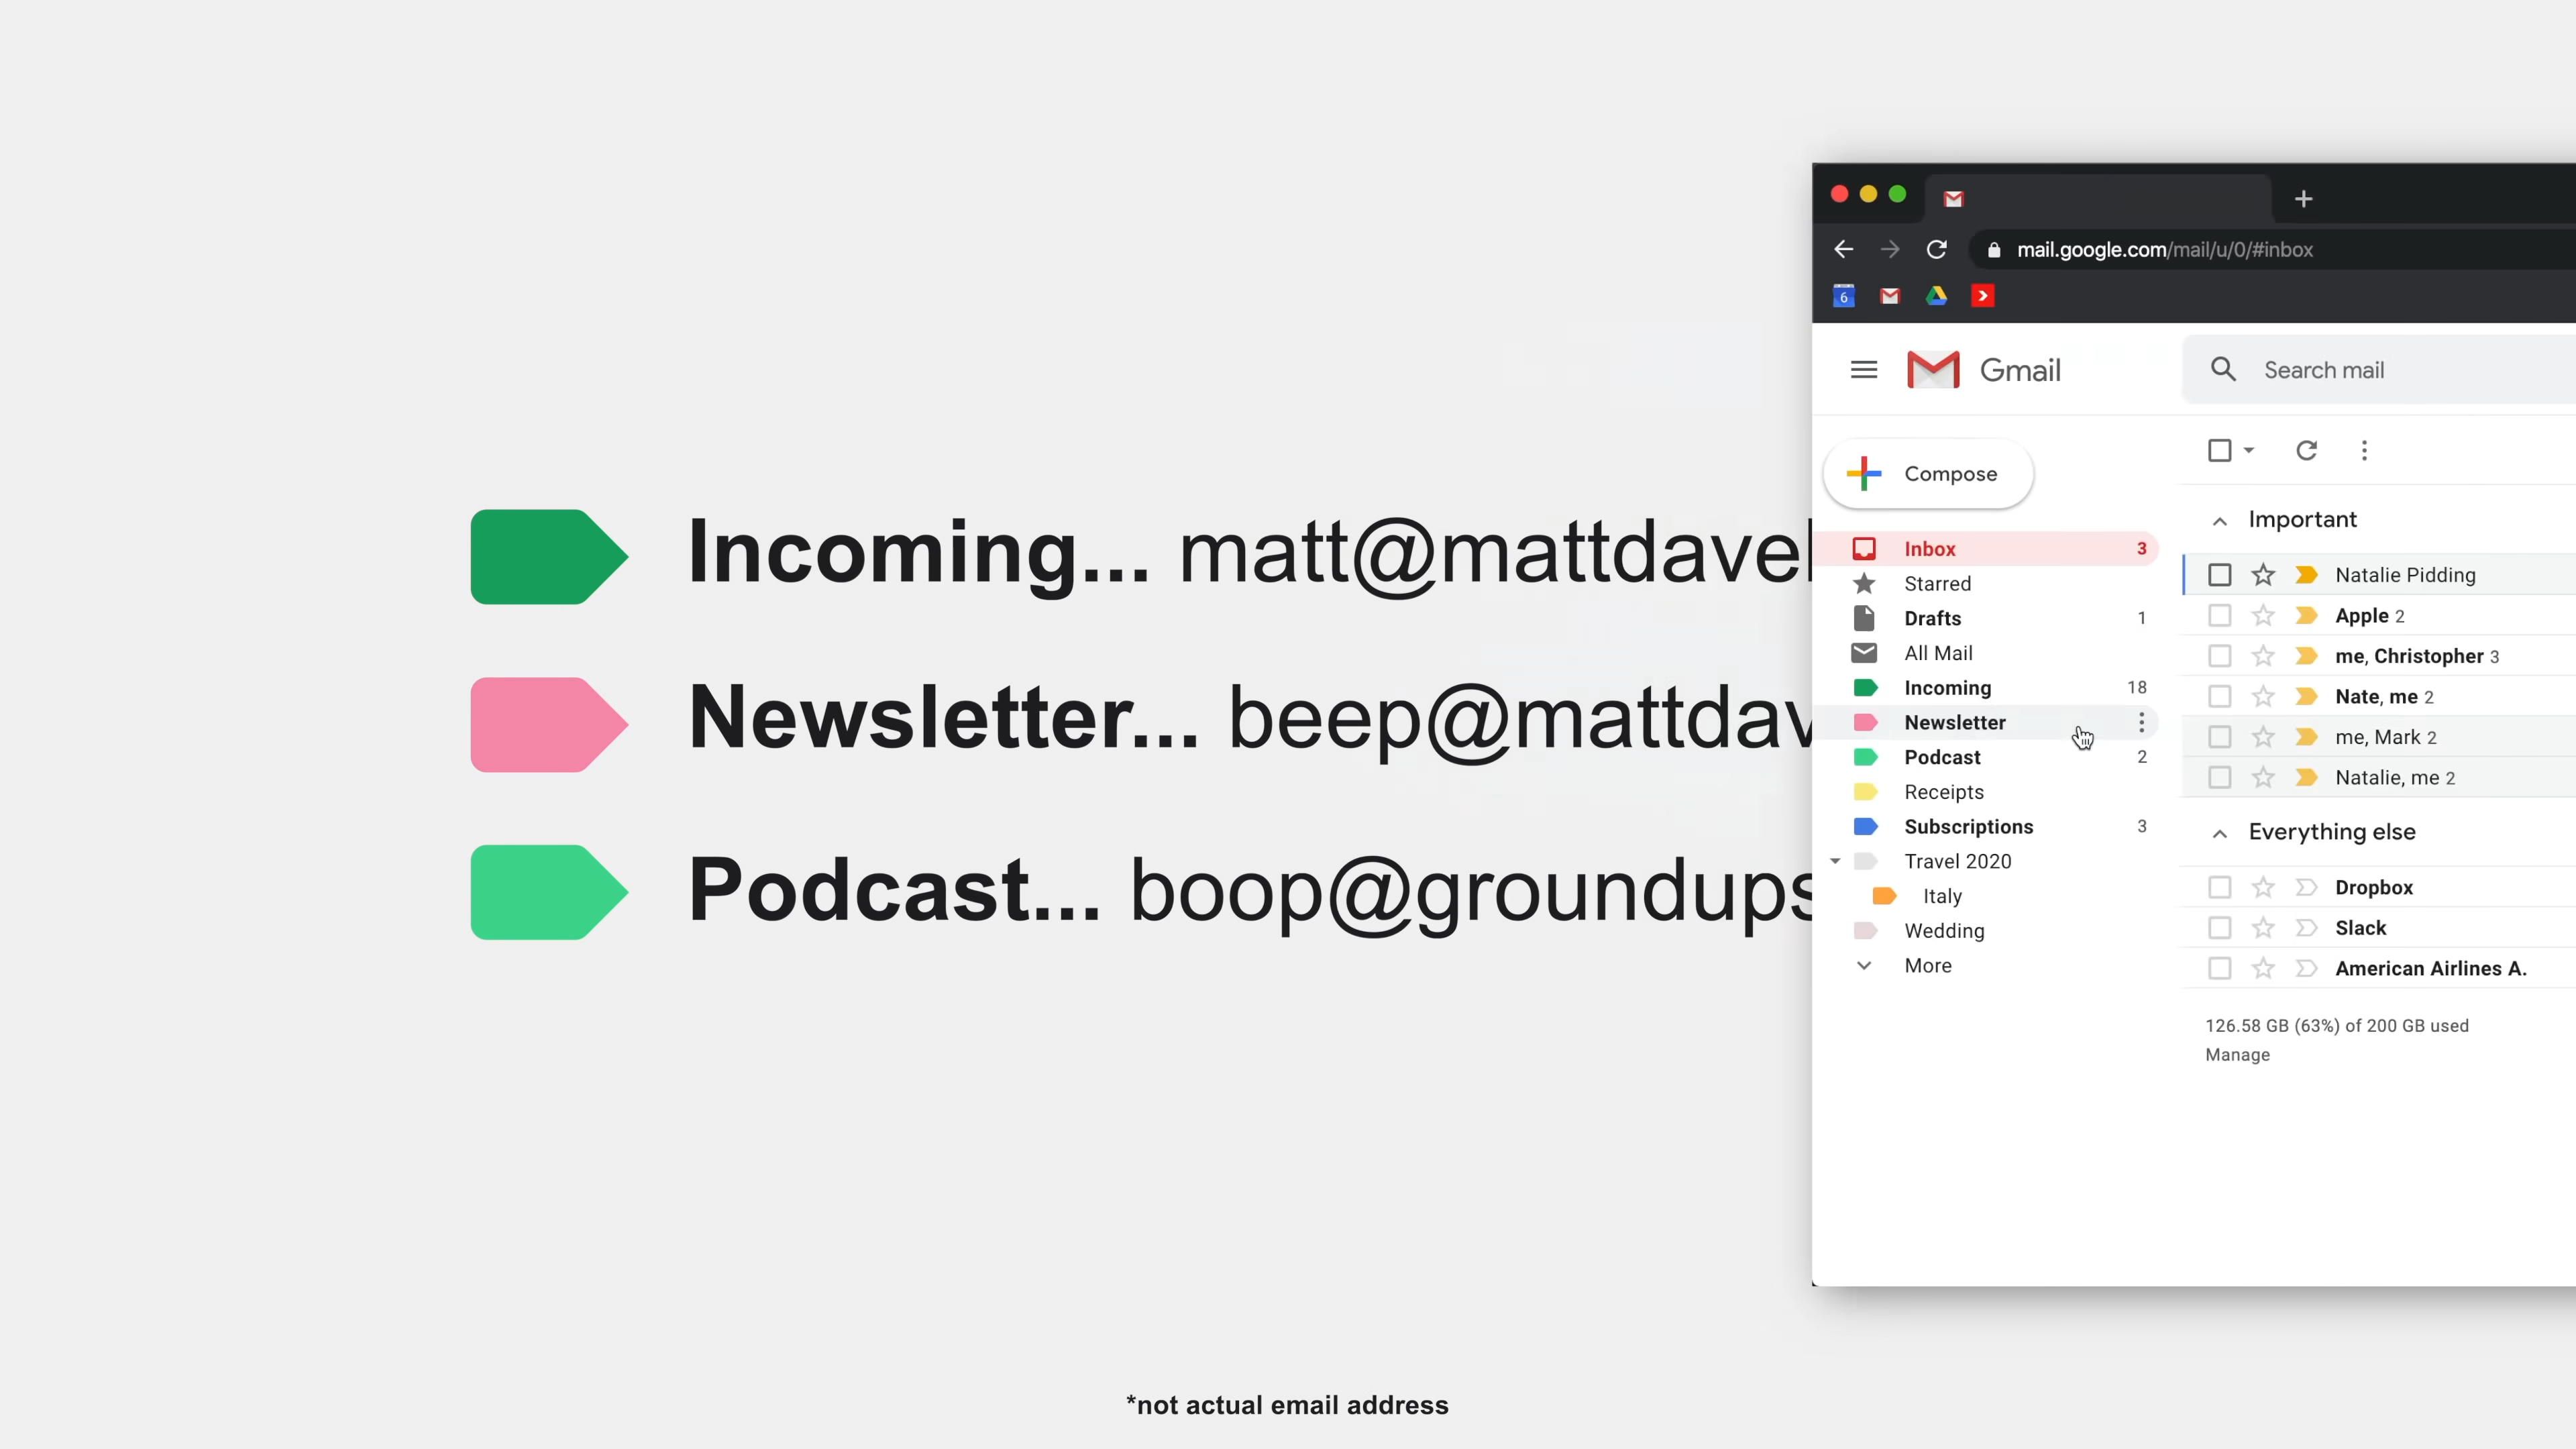 Incoming... matt@mattdavel
Newsletter... beep@mattdav
Podcast... boop@groundups
*not actual email address
mail.google.com/mail/u/0/#inbox
6
Gmail
Search mail
Compose
Inbox 3
Starred
Drafts 1
All Mail
Incoming 18
Newsletter
Podcast 2
Receipts
Subscriptions 3
Travel 2020
Italy
Wedding
More
Important
Natalie Pidding
Apple 2
me, Christopher 3
Nate, me 2
me, Mark 2
Natalie, me 2
Everything else
Dropbox
Slack
American Airlines A.
126.58 GB (63%) of 200 GB used
Manage